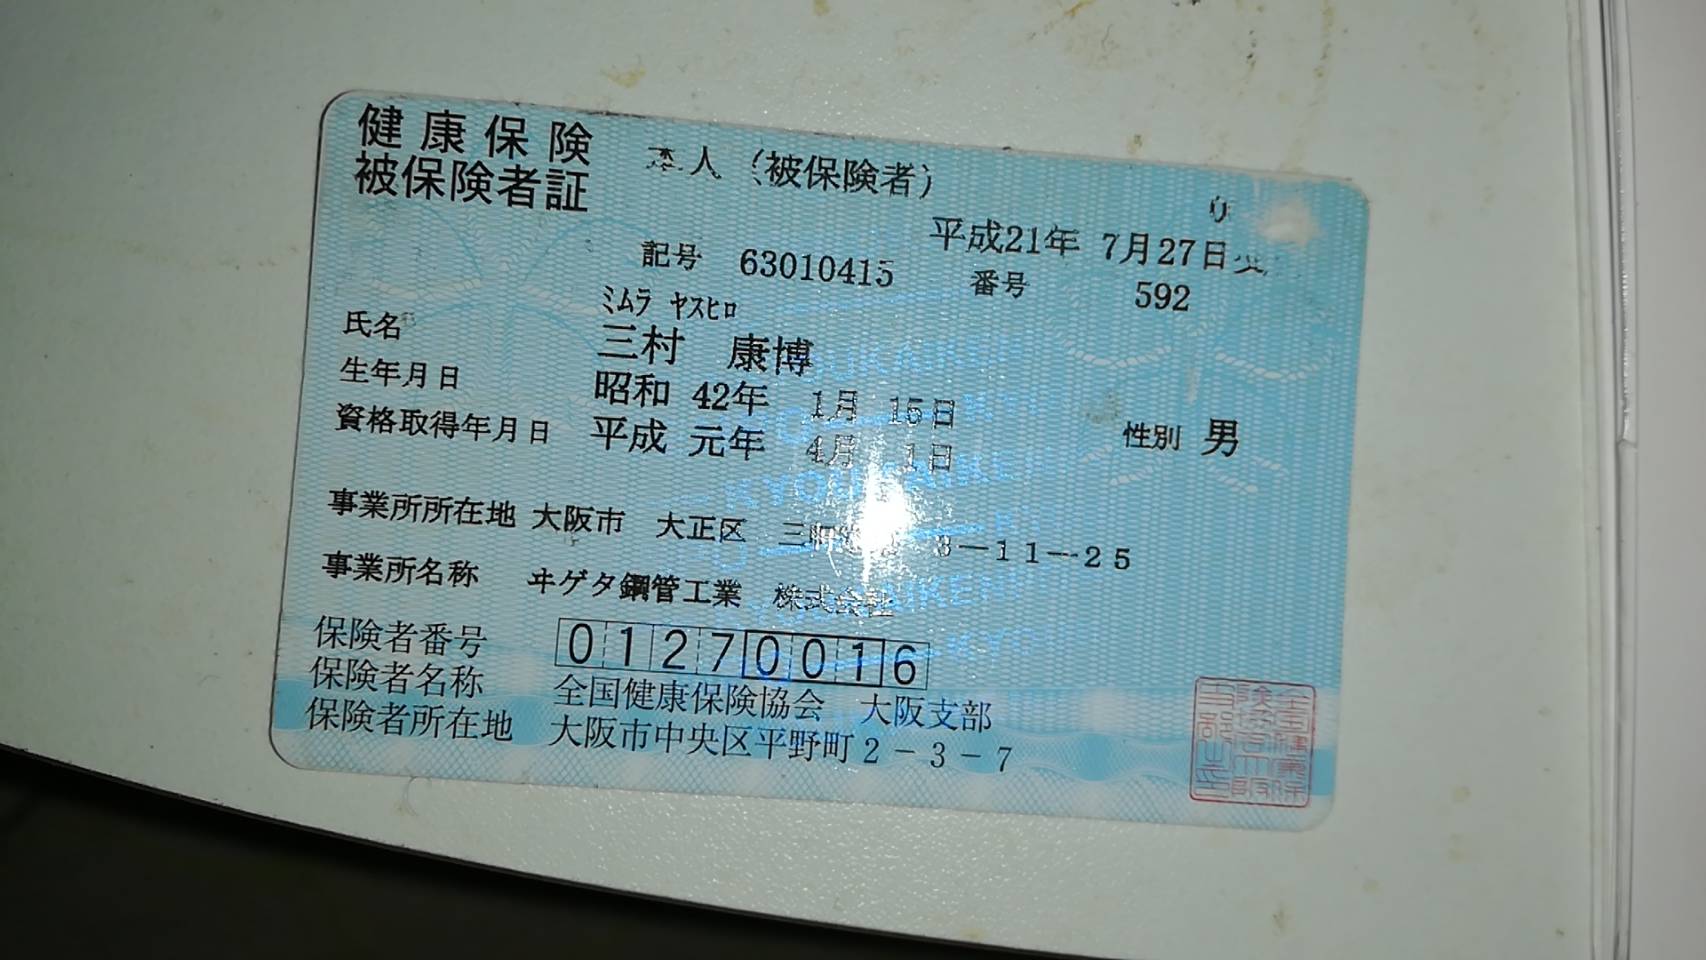 健康保険
被保険者証
本人（被保険者）
平成21年 7月27日
記号 63010415 番号 592
ﾐﾑﾗ ﾔｽﾋﾛ
氏名 三村 康博
生年月日 昭和 42年 1月 15日
資格取得年月日 平成 元年 4月 1日 性別 男
事業所所在地 大阪市 大正区 3－11－25
事業所名称 ヰゲタ鋼管工業 株式会社
保険者番号 01270016
保険者名称 全国健康保険協会 大阪支部
保険者所在地 大阪市中央区平野町2－3－7